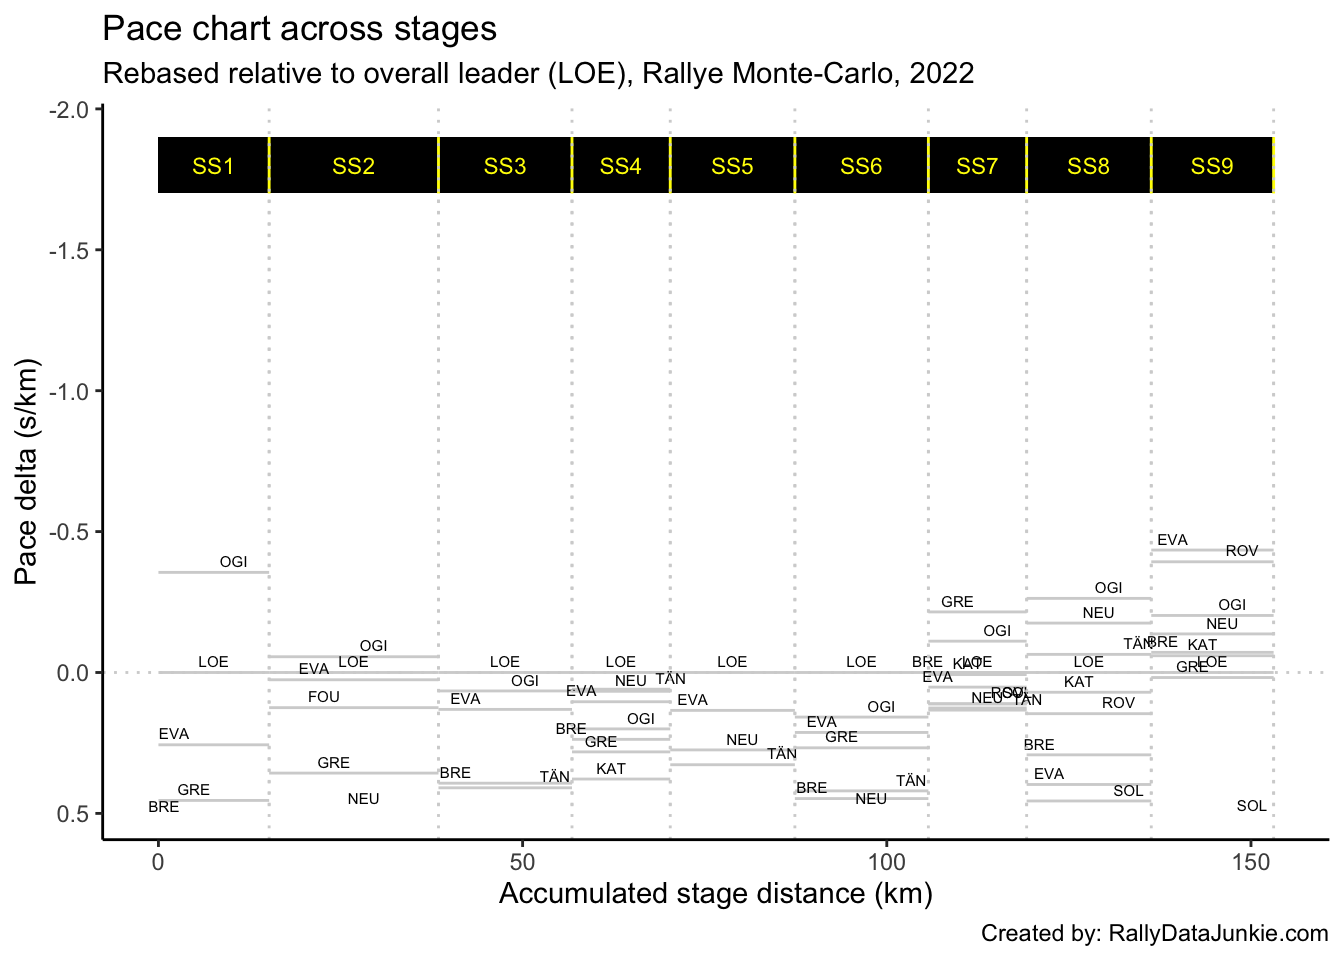 Pace chart across stages
Rebased relative to overall leader (LOE), Rallye Monte-Carlo, 2022
-2.0
SS1 SS2 SS3 SS4 SS5 SS6 SS7 SS8 SS9
-1.5
-1.0
Pace delta (s/km)
-0.5
EVA
ROV
OGI
OGI
NEU
GRE
OGI
NEU
OGI
TÄN
BRE
KAT
OGI
0.0
LOE
LOE
LOE
LOE
LOE
LOE
BRE
KAT
LOE
LOE
GRE
LOE
EVA
OGI
NEU
TÄN
EVA
KAT
FOU
EVA
EVA
EVA
ROV
SOL
NEU
TÄN
ROV
OGI
OGI
EVA
BRE
EVA
GRE
NEU
GRE
BRE
GRE
TÄN
KAT
EVA
BRE
TÄN
TÄN
GRE
BRE
NEU
SOL
BRE
NEU
SOL
0.5
0
50
100
150
Accumulated stage distance (km)
Created by: RallyDataJunkie.com